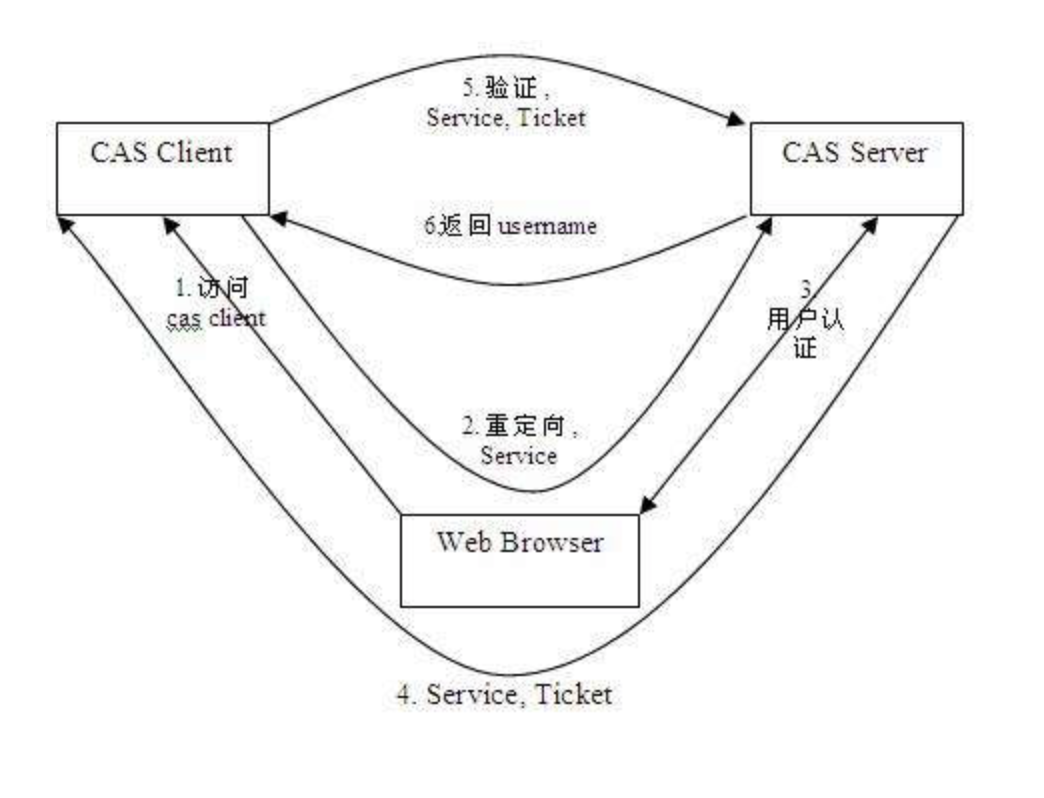 5. 验证,
Service, Ticket
CAS Client
CAS Server
6返回 username
1. 访问
cas client
3
用户认
证
2. 重定向,
Service
Web Browser
4. Service, Ticket